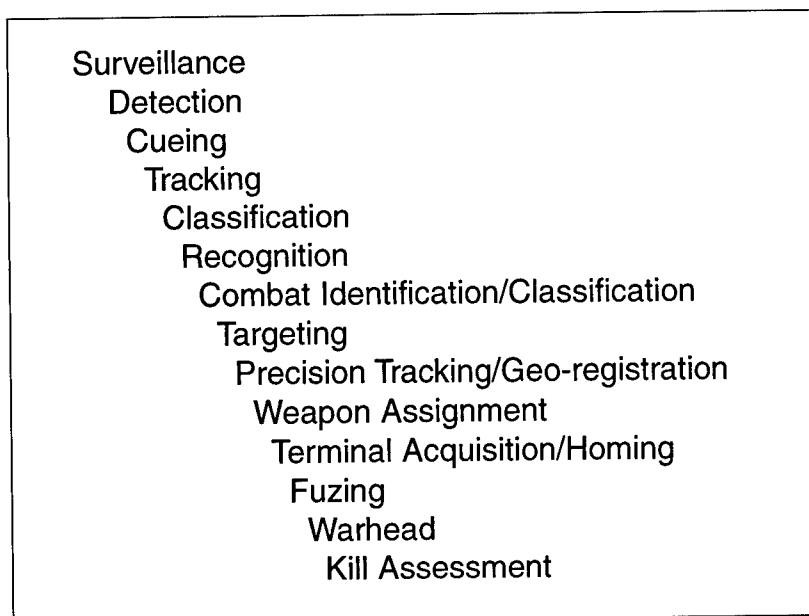 Surveillance
Detection
Cueing
Tracking
Classification
Recognition
Combat Identification/Classification
Targeting
Precision Tracking/Geo-registration
Weapon Assignment
Terminal Acquisition/Homing
Fuzing
Warhead
Kill Assessment